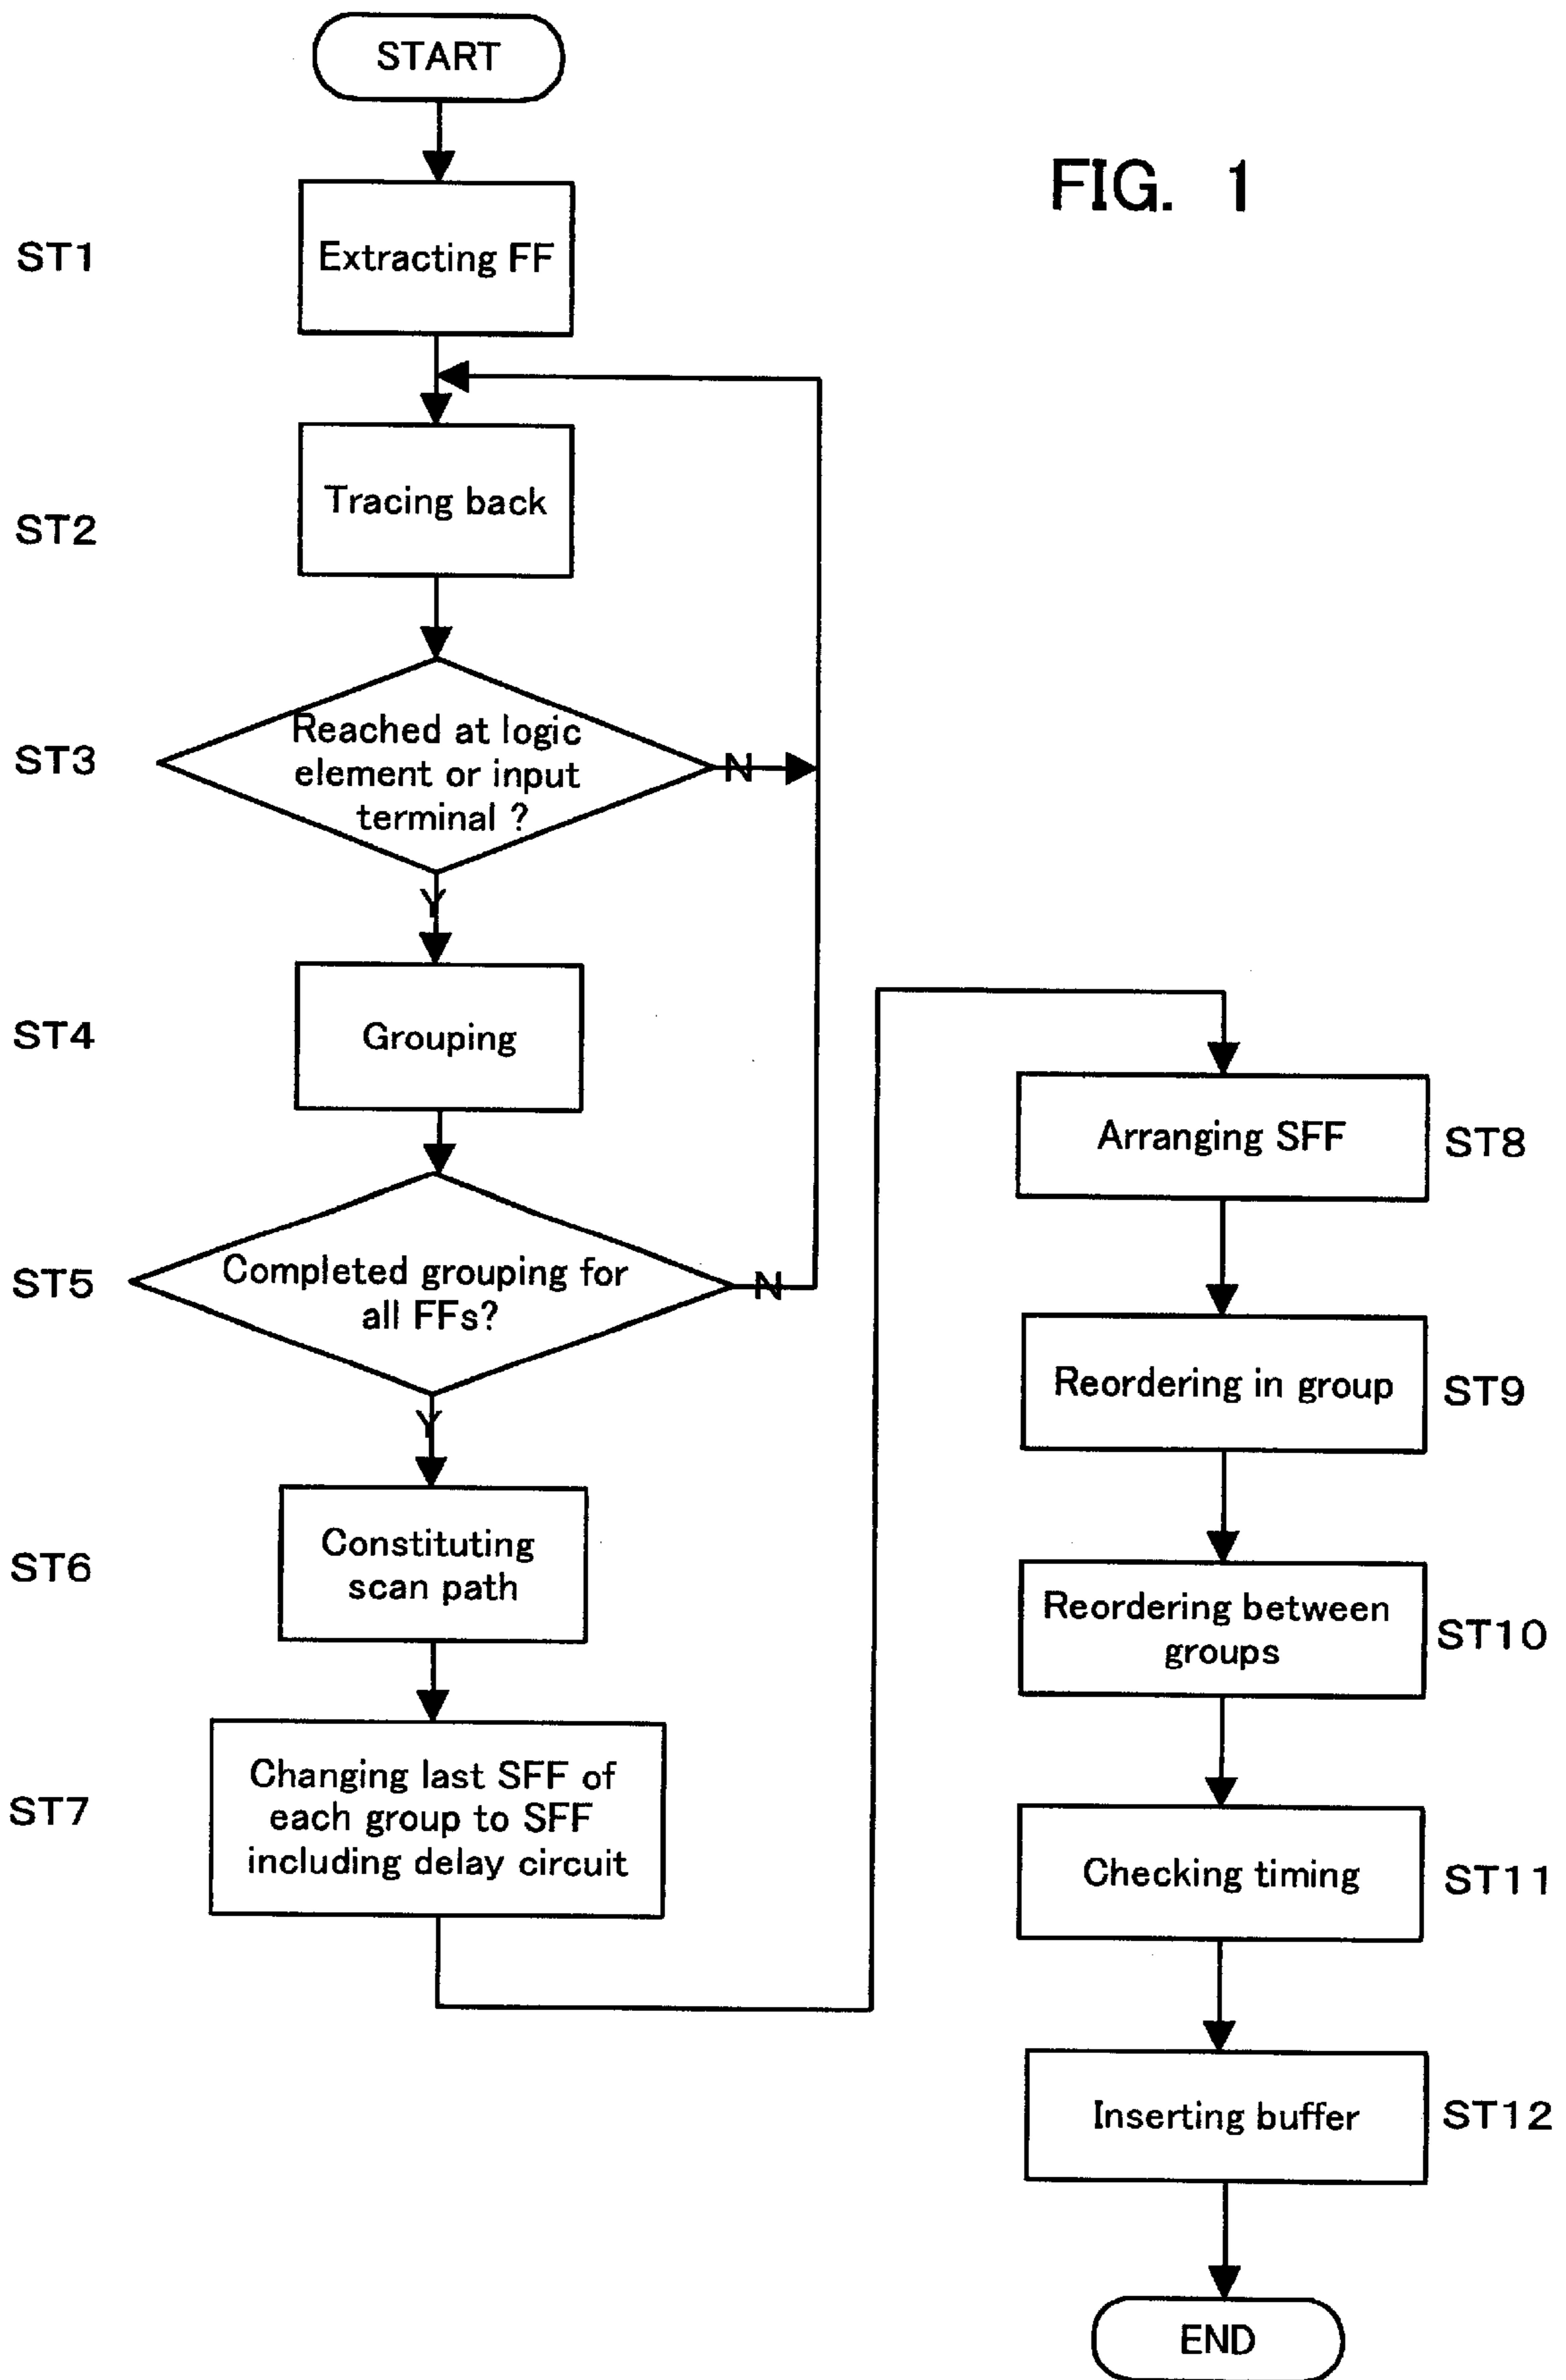 START
FIG. 1
ST1
Extracting FF
ST2
Tracing back
ST3
Reached at logic
element or input
terminal ?
N
Y
ST4
Grouping
ST5
Completed grouping for
all FFs?
N
Y
ST6
Constituting
scan path
ST7
Changing last SFF of
each group to SFF
including delay circuit
Arranging SFF
ST8
Reordering in group
ST9
Reordering between
groups
ST10
Checking timing
ST11
Inserting buffer
ST12
END